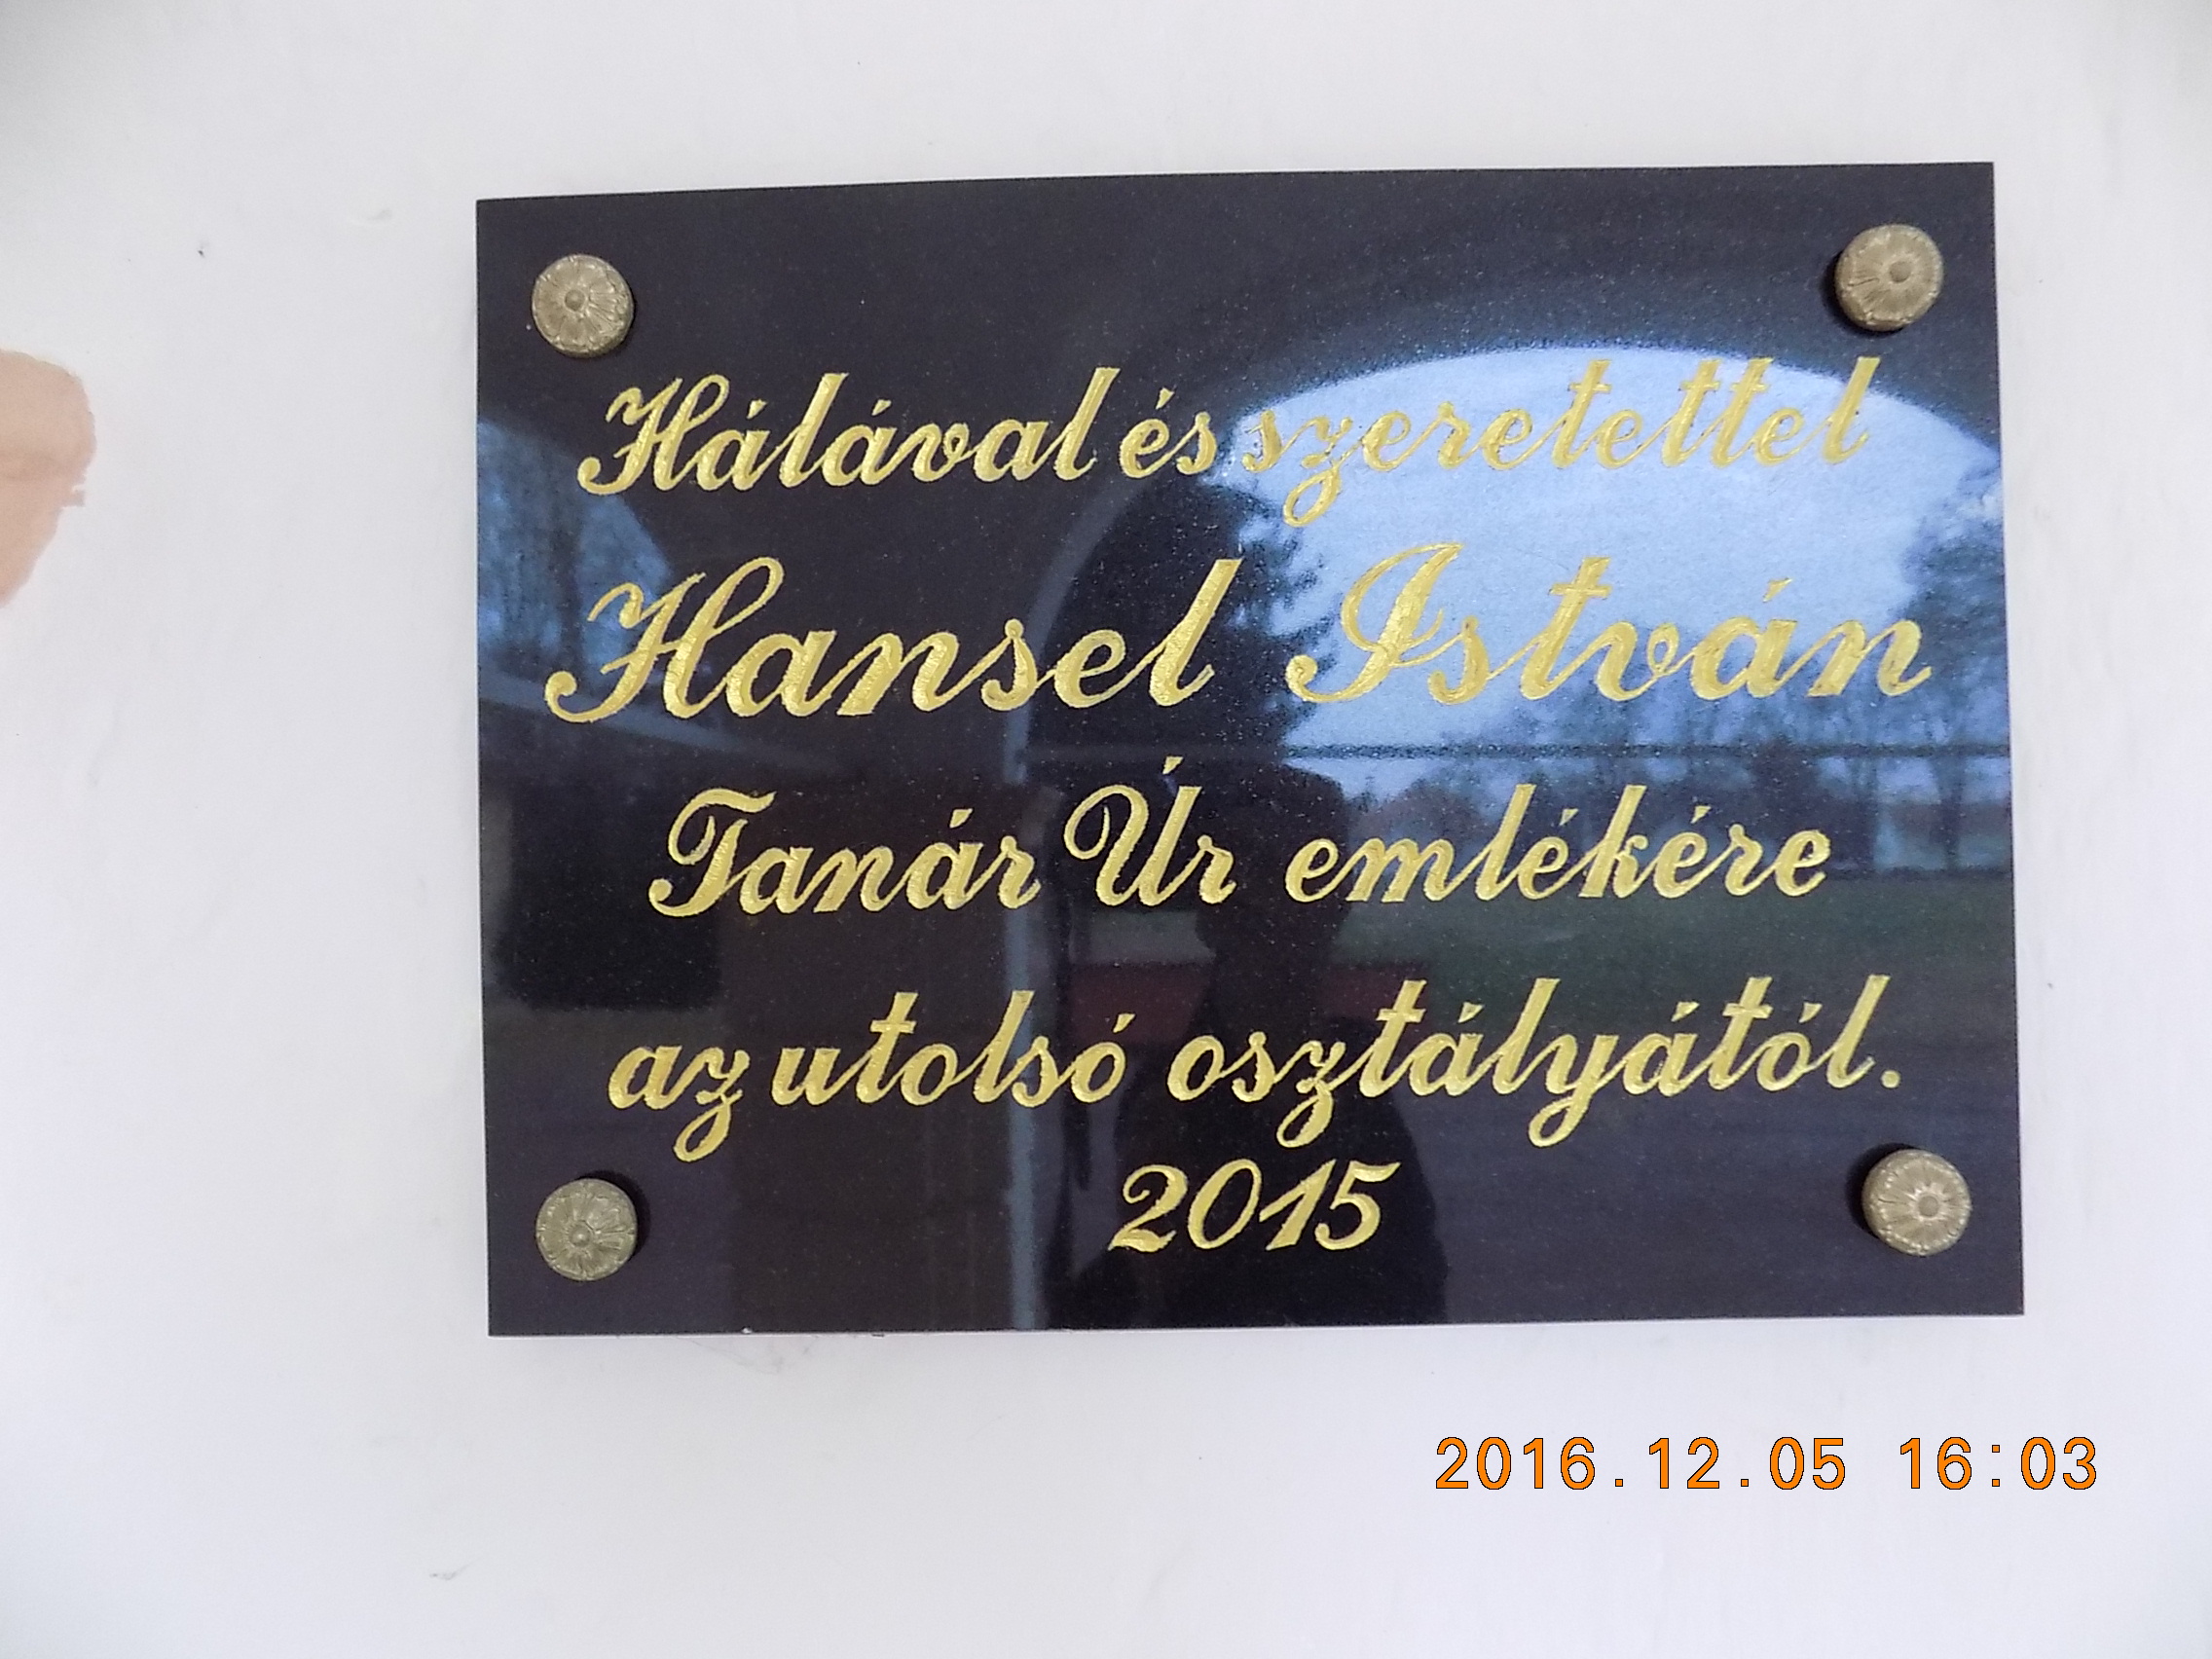 Hálával és szeretettel
Hansel István
Tanár Úr emlékére
az utolsó osztályától.
2015
2016.12.05 16:03